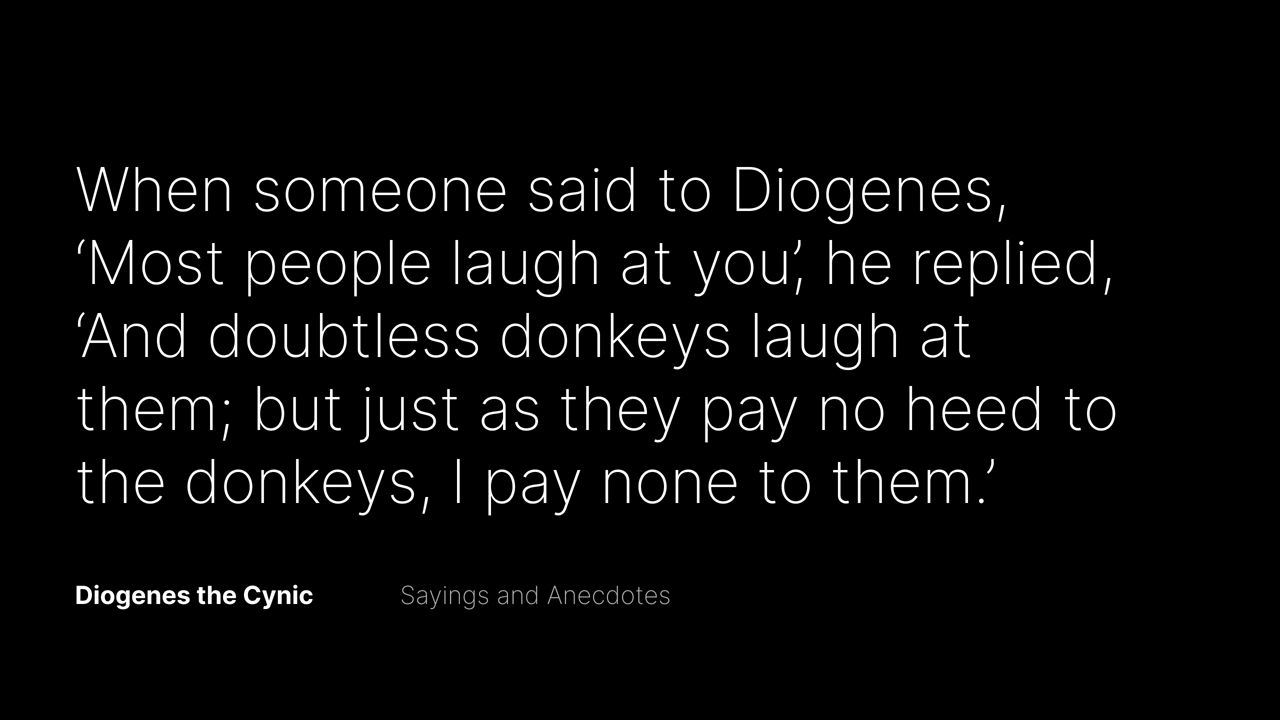 When someone said to Diogenes,
‘Most people laugh at you’, he replied,
‘And doubtless donkeys laugh at
them; but just as they pay no heed to
the donkeys, I pay none to them.’
Diogenes the Cynic Sayings and Anecdotes